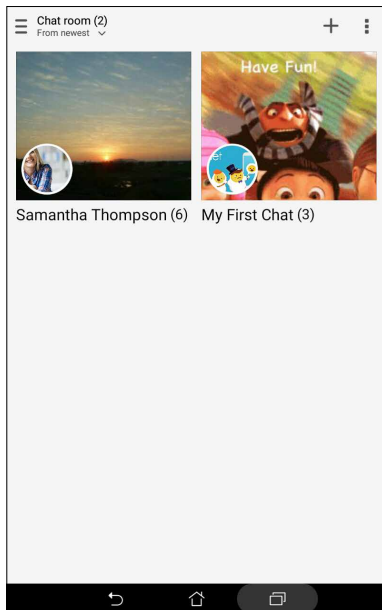 Chat room (2)
From newest
Have Fun!
Samantha Thompson (6)
My First Chat (3)